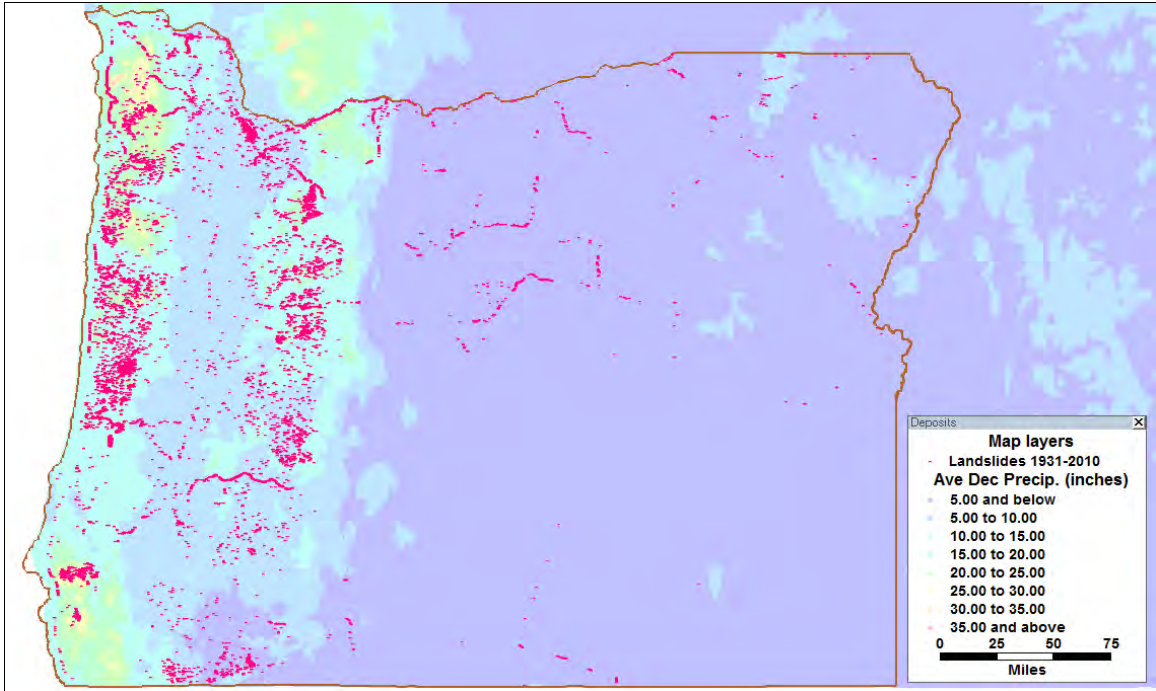 Deposits
Map layers
Landslides 1931-2010
Ave Dec Precip. (inches)
5.00 and below
5.00 to 10.00
10.00 to 15.00
15.00 to 20.00
20.00 to 25.00
25.00 to 30.00
30.00 to 35.00
35.00 and above
0 25 50 75
Miles